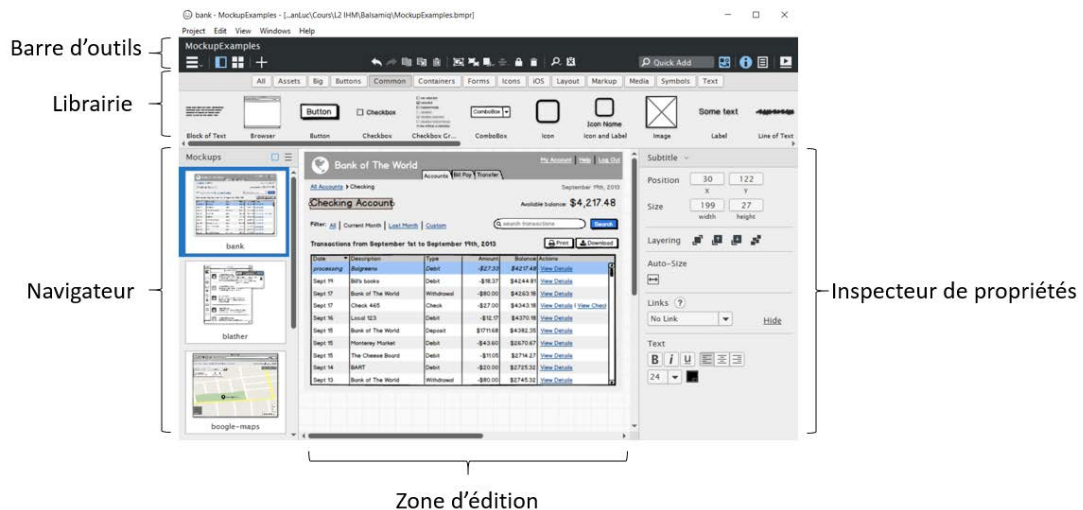 bank - MockupExamples - [...anLuc\Cours\L2 IHM\Balsamiq\MockupExamples.bmpr]
Project Edit View Windows Help
Barre d'outils
MockupExamples
Quick Add
Librairie
All Assets Big Buttons Common Containers Forms Icons iOS Layout Markup Media Symbols Text
Button
Checkbox
ComboBox
Icon Name
Some text
Block of Text Browser Button Checkbox Checkbox Gr... ComboBox Icon Icon and Label Image Label Line of Text
Navigateur
Mockups
bank
blather
boogle-maps
Bank of The World
My Account Help Log Out
Accounts Bill Pay Transfer
All Accounts > Checking
September 19th, 2013
Checking Account
Available balance: $4,217.48
Filter: All Current Month Last Month Custom
search transactions
Search
Transactions from September 1st to September 19th, 2013
Print Download
Date Description Type Amount Balance Actions
processing Bulgreens Debit -$27.33 $4217.48 View Details
Sept 19 Bill's books Debit -$18.37 $4244.81 View Details
Sept 17 Bank of The World Withdrawal -$80.00 $4263.18 View Details
Sept 17 Check 465 Check -$27.00 $4343.18 View Details | View Check
Sept 16 Local 123 Debit -$12.17 $4370.18 View Details
Sept 15 Bank of The World Deposit $1711.68 $4382.35 View Details
Sept 15 Monterey Market Debit -$43.60 $2670.67 View Details
Sept 15 The Cheese Board Debit -$11.05 $2714.27 View Details
Sept 14 BART Debit -$20.00 $2725.32 View Details
Sept 13 Bank of The World Withdrawal -$80.00 $2745.32 View Details
Zone d'édition
Inspecteur de propriétés
Subtitle
Position 30 122
X Y
Size 199 27
width height
Layering
Auto-Size
Links ?
No Link Hide
Text
B i U
24